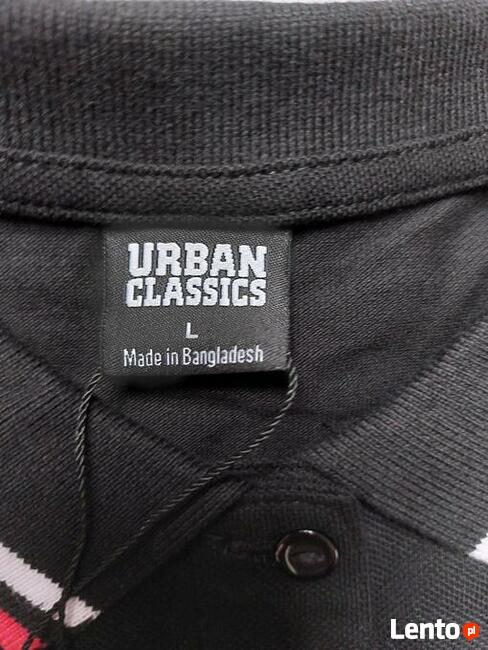 URBAN
CLASSICS
L
Made in Bangladesh
Lento pl